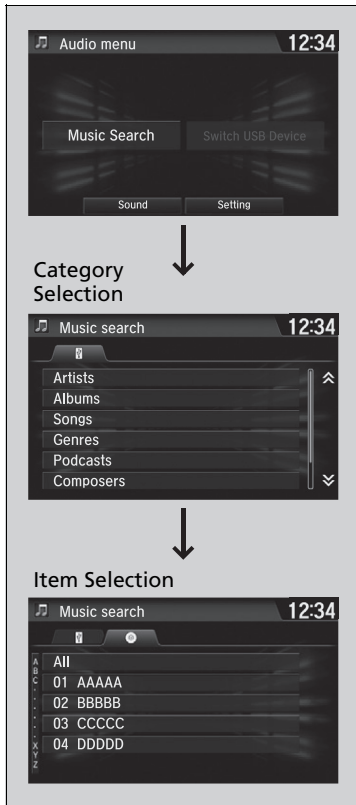 Audio menu 12:34
Music Search Switch USB Device
Sound Setting
Category
Selection
Music search 12:34
Artists
Albums
Songs
Genres
Podcasts
Composers
Item Selection
Music search 12:34
A All
B
C 01 AAAAA
02 BBBBB
03 CCCCC
X 04 DDDDD
Y
Z